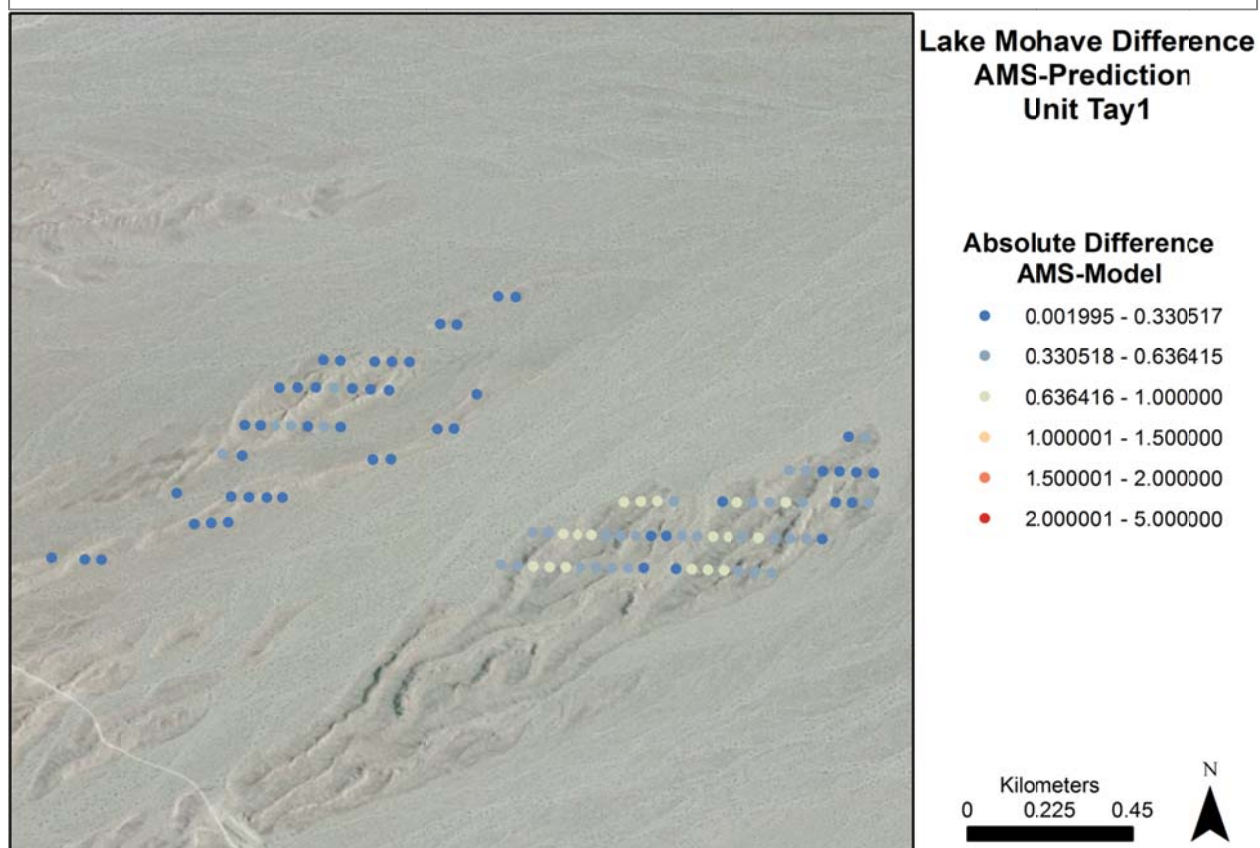 Lake Mohave Difference
AMS-Prediction
Unit Tay1
Absolute Difference
AMS-Model
0.001995 - 0.330517
0.330518 - 0.636415
0.636416 - 1.000000
1.000001 - 1.500000
1.500001 - 2.000000
2.000001 - 5.000000
Kilometers
0 0.225 0.45
N